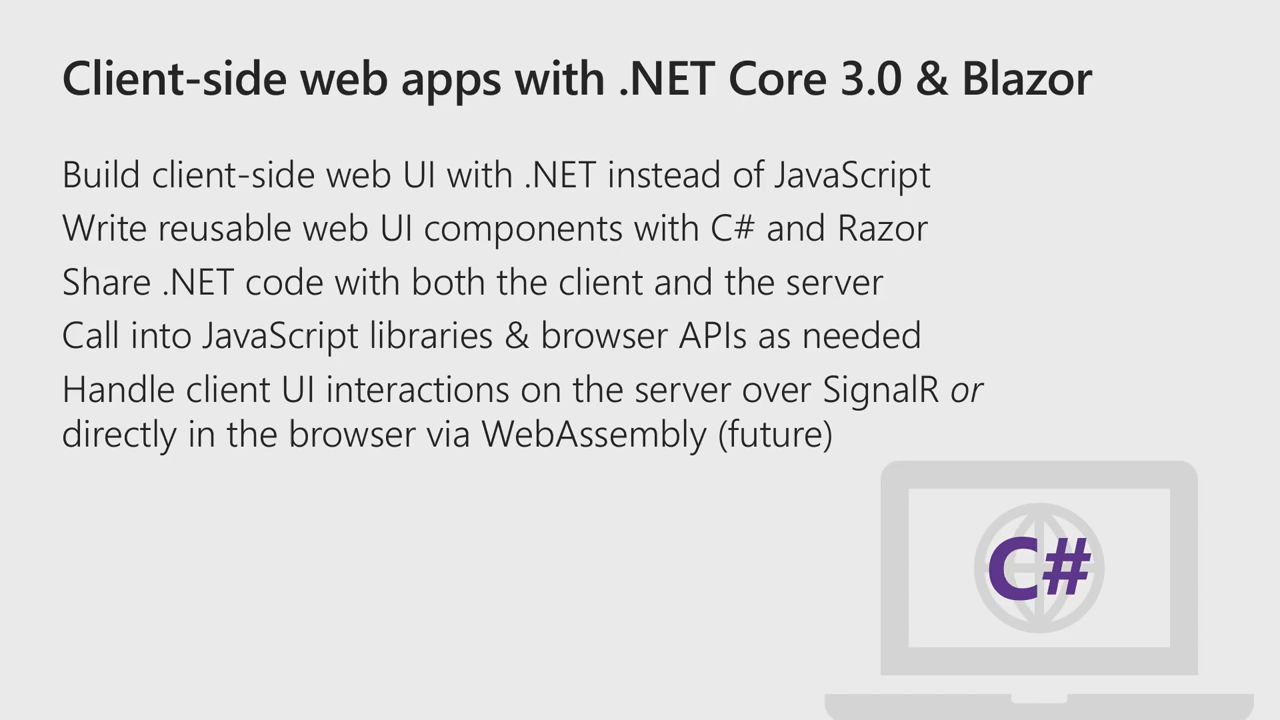 Client-side web apps with .NET Core 3.0 & Blazor
Build client-side web UI with .NET instead of JavaScript
Write reusable web UI components with C# and Razor
Share .NET code with both the client and the server
Call into JavaScript libraries & browser APIs as needed
Handle client UI interactions on the server over SignalR or
directly in the browser via WebAssembly (future)
C#